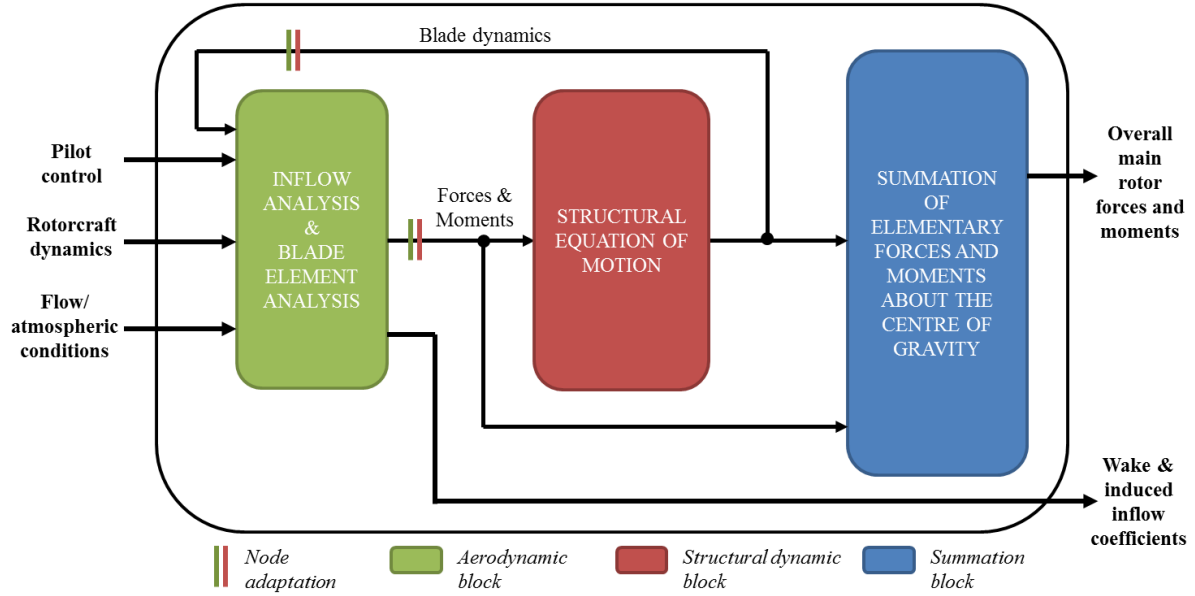 Blade dynamics
Pilot
control
Rotorcraft
dynamics
Flow/
atmospheric
conditions
INFLOW
ANALYSIS
&
BLADE
ELEMENT
ANALYSIS
Forces &
Moments
STRUCTURAL
EQUATION OF
MOTION
SUMMATION
OF
ELEMENTARY
FORCES AND
MOMENTS
ABOUT THE
CENTRE OF
GRAVITY
Overall
main
rotor
forces and
moments
Wake &
induced
inflow
coefficients
Node
adaptation
Aerodynamic
block
Structural dynamic
block
Summation
block